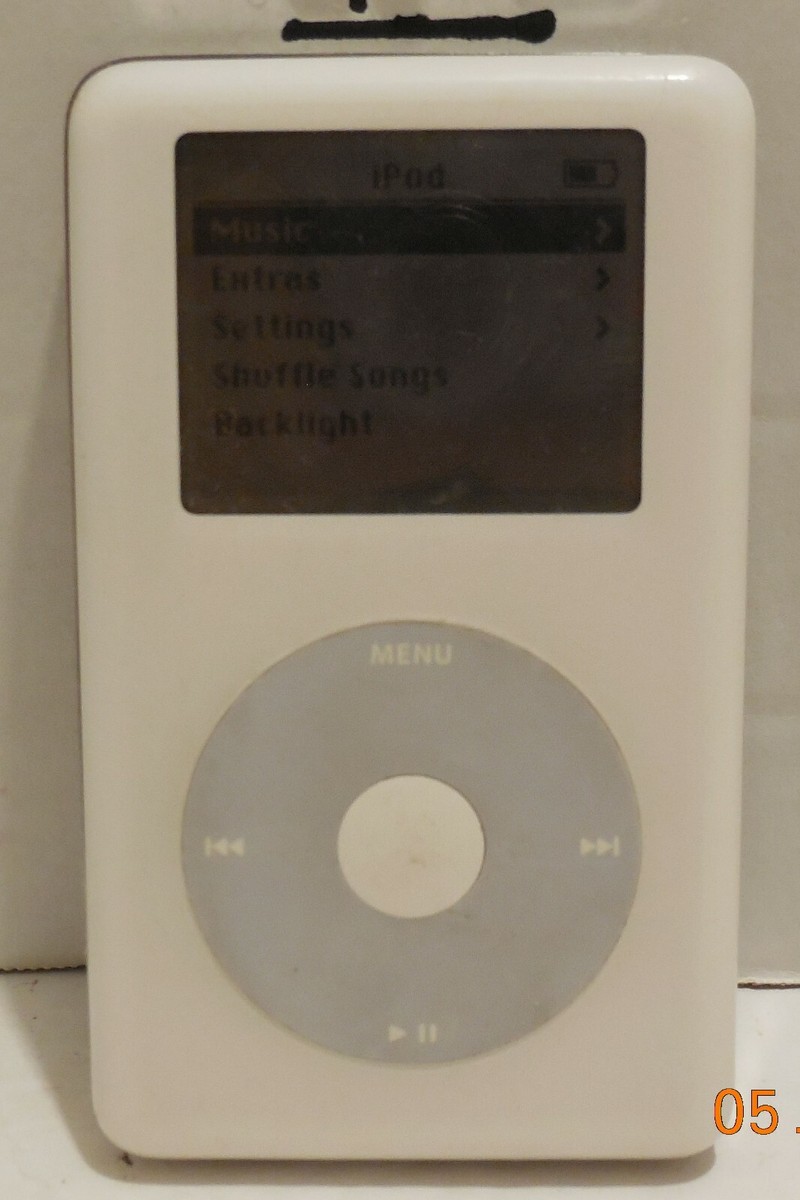 iPod
Music
Extras
Settings
Shuffle Songs
Backlight
MENU
05